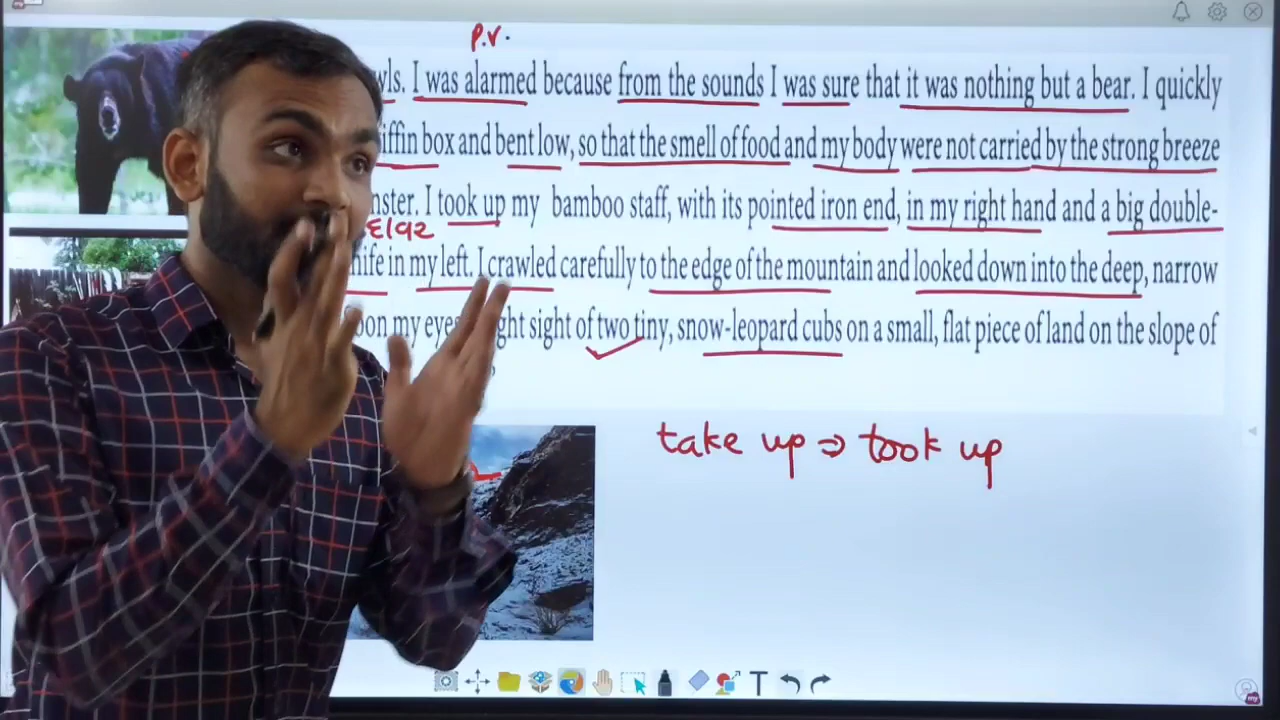 P.V.
wls. I was alarmed because from the sounds I was sure that it was nothing but a bear. I quickly
iffin box and bent low, so that the smell of food and my body were not carried by the strong breeze
nster. I took up my bamboo staff, with its pointed iron end, in my right hand and a big double-
nife in my left. I crawled carefully to the edge of the mountain and looked down into the deep, narrow
oon my eyes ght sight of two tiny, snow-leopard cubs on a small, flat piece of land on the slope of
take up ⇒ took up
T
my